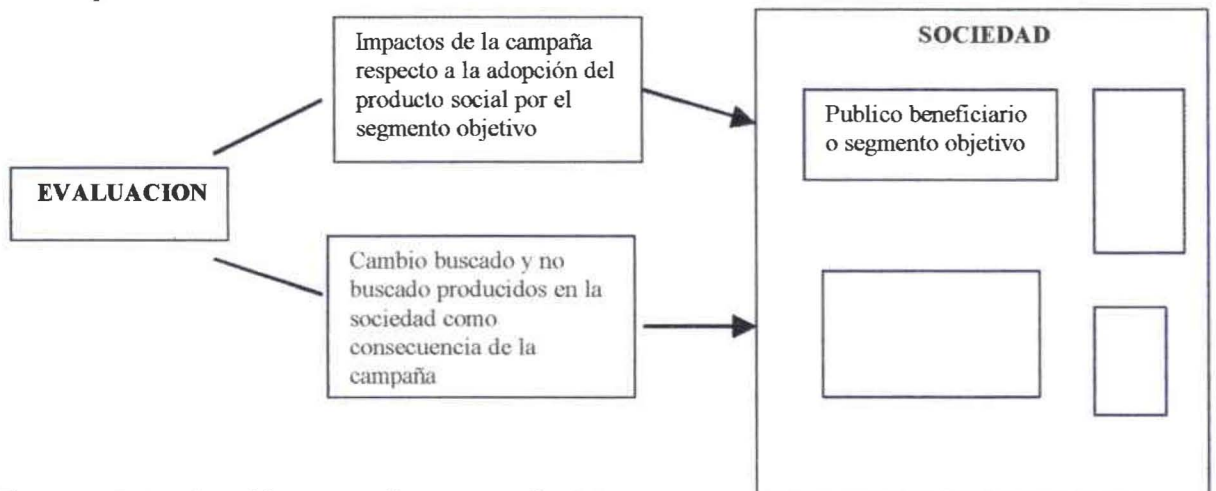 EVALUACION
Impactos de la campaña
respecto a la adopción del
producto social por el
segmento objetivo
Cambio buscado y no
buscado producidos en la
sociedad como
consecuencia de la
campaña
SOCIEDAD
Publico beneficiario
o segmento objetivo